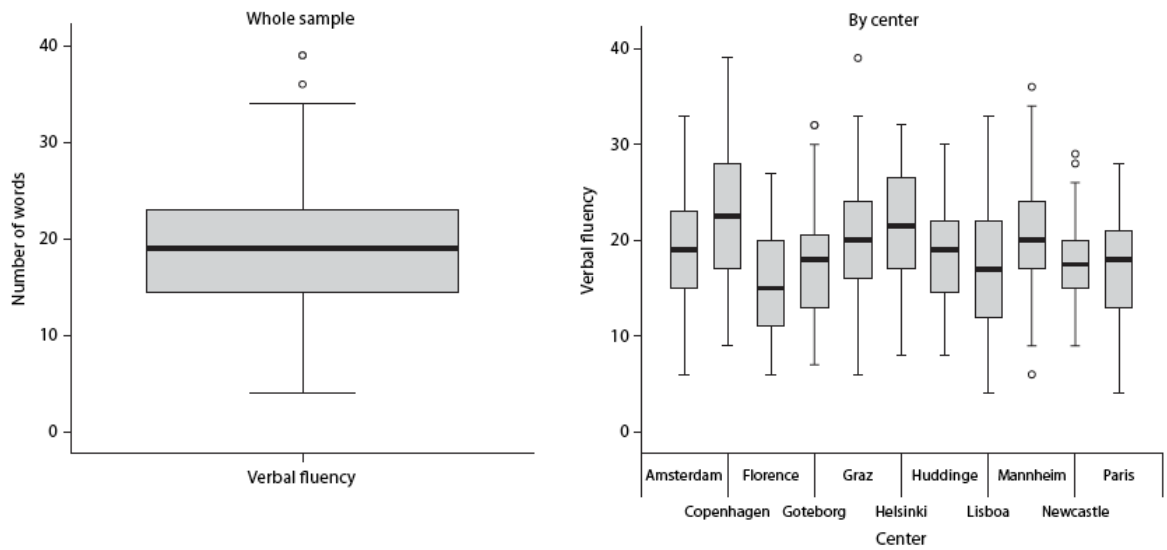 Whole sample
40
30
20
10
0
Number of words
Verbal fluency
By center
40
30
20
10
0
Verbal fluency
Amsterdam Florence Graz Huddinge Mannheim Paris
Copenhagen Goteborg Helsinki Lisboa Newcastle
Center